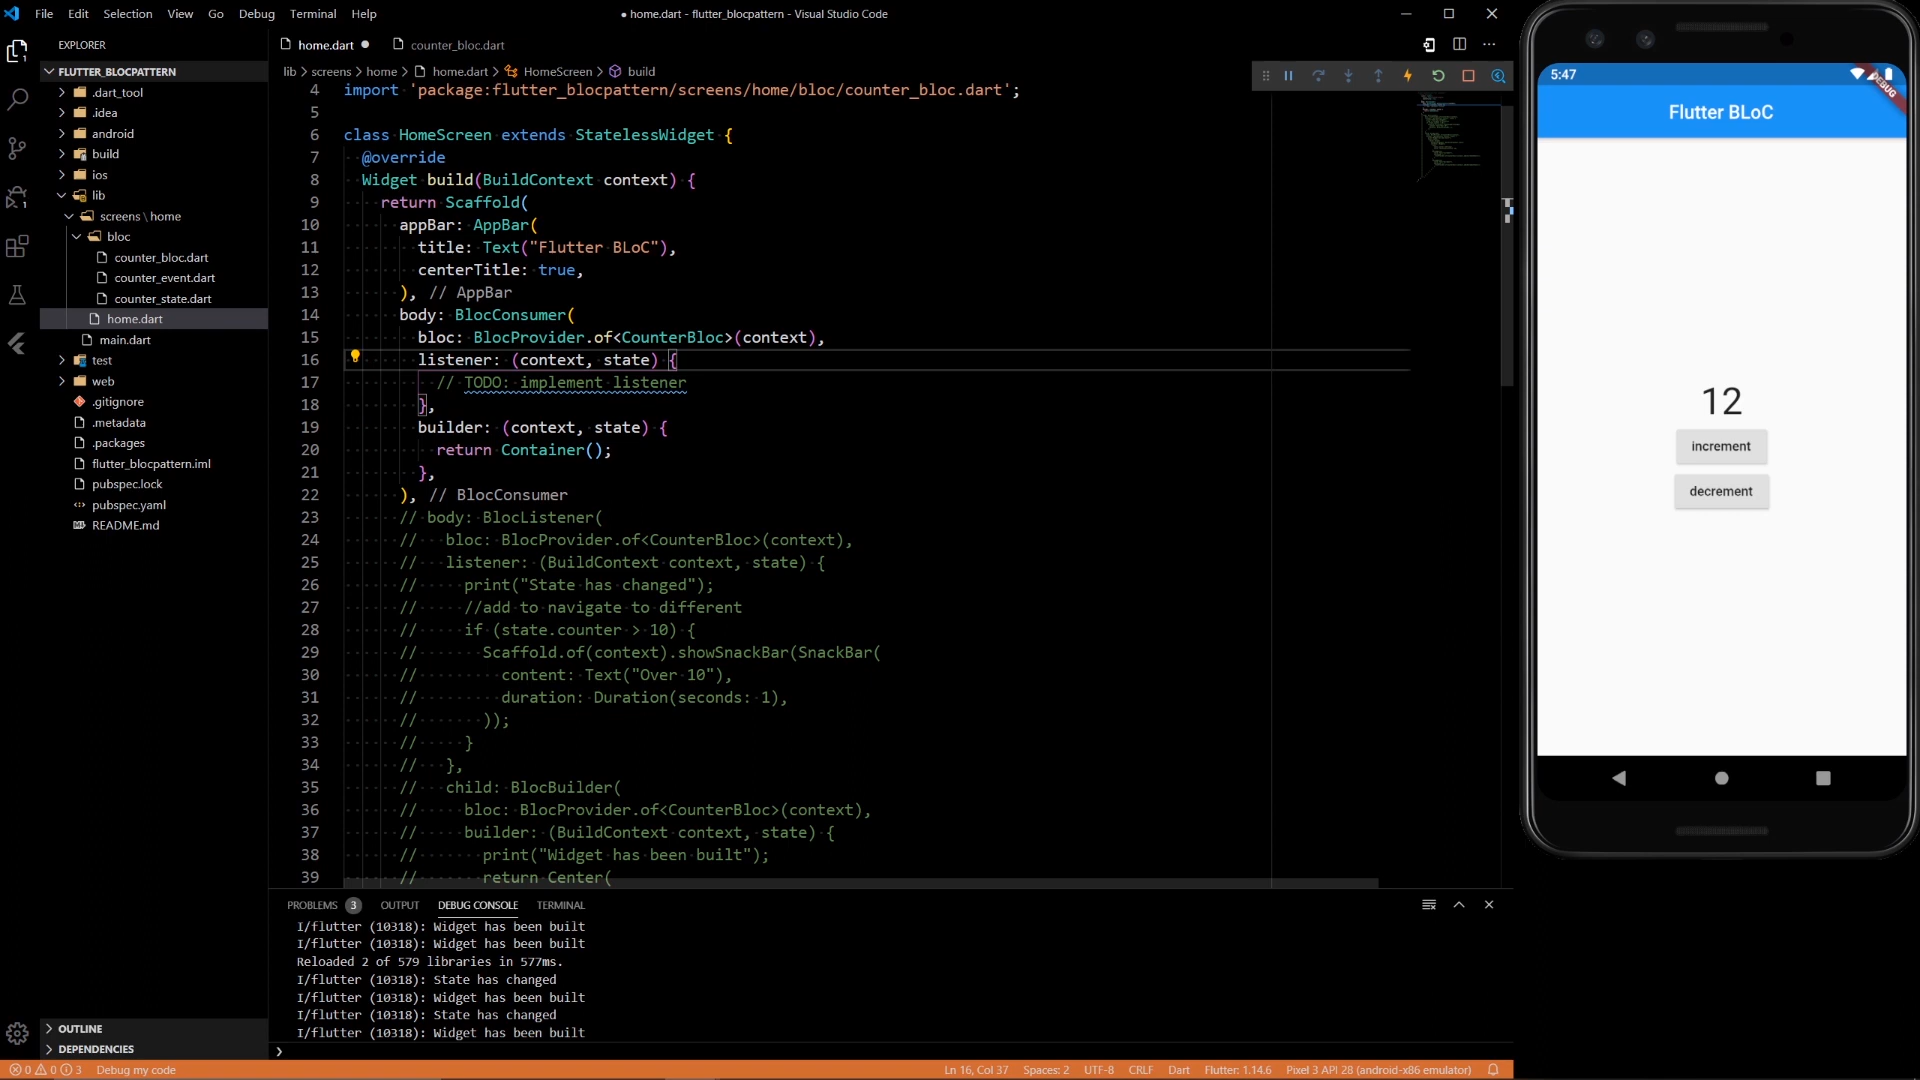 File Edit Selection View Go Debug Terminal Help
● home.dart - flutter_blocpattern - Visual Studio Code
EXPLORER
FLUTTER_BLOCPATTERN
.dart_tool
.idea
android
build
ios
lib
screens \ home
bloc
counter_bloc.dart
counter_event.dart
counter_state.dart
home.dart
main.dart
test
web
.gitignore
.metadata
.packages
flutter_blocpattern.iml
pubspec.lock
pubspec.yaml
README.md
OUTLINE
DEPENDENCIES
home.dart ● counter_bloc.dart
lib > screens > home > home.dart > HomeScreen > build
4 import 'package:flutter_blocpattern/screens/home/bloc/counter_bloc.dart';
5
6 class HomeScreen extends StatelessWidget {
7 @override
8 Widget build(BuildContext context) {
9 return Scaffold(
10 appBar: AppBar(
11 title: Text("Flutter BLoC"),
12 centerTitle: true,
13 ), // AppBar
14 body: BlocConsumer(
15 bloc: BlocProvider.of<CounterBloc>(context),
16 listener: (context, state) {
17 // TODO: implement listener
18 },
19 builder: (context, state) {
20 return Container();
21 },
22 ), // BlocConsumer
23 // body: BlocListener(
24 // bloc: BlocProvider.of<CounterBloc>(context),
25 // listener: (BuildContext context, state) {
26 // print("State has changed");
27 // //add to navigate to different
28 // if (state.counter > 10) {
29 // Scaffold.of(context).showSnackBar(SnackBar(
30 // content: Text("Over 10"),
31 // duration: Duration(seconds: 1),
32 // ));
33 // }
34 // },
35 // child: BlocBuilder(
36 // bloc: BlocProvider.of<CounterBloc>(context),
37 // builder: (BuildContext context, state) {
38 // print("Widget has been built");
39 // return Center(
PROBLEMS 3 OUTPUT DEBUG CONSOLE TERMINAL
I/flutter (10318): Widget has been built
I/flutter (10318): Widget has been built
Reloaded 2 of 579 libraries in 577ms.
I/flutter (10318): State has changed
I/flutter (10318): Widget has been built
I/flutter (10318): State has changed
I/flutter (10318): Widget has been built
0 0 3 Debug my code
Ln 16, Col 37 Spaces: 2 UTF-8 CRLF Dart Flutter: 1.14.6 Pixel 3 API 28 (android-x86 emulator)
5:47
DEBUG
Flutter BLoC
12
increment
decrement